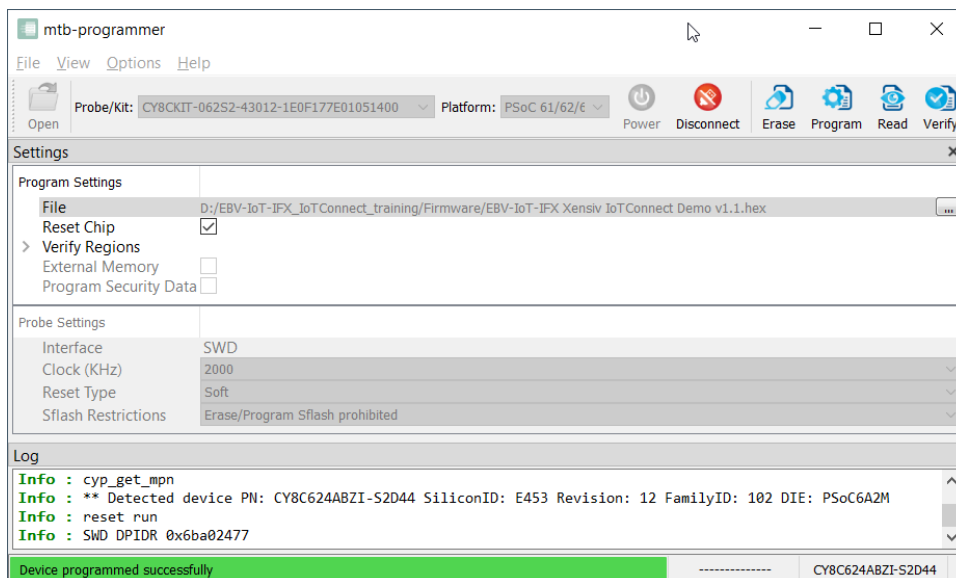 mtb-programmer
File View Options Help
Open Probe/Kit: CY8CKIT-062S2-43012-1E0F177E01051400 Platform: PSoC 61/62/6 Power Disconnect Erase Program Read Verify
Settings
Program Settings
File D:/EBV-IoT-IFX_IoTConnect_training/Firmware/EBV-IoT-IFX Xensiv IoTConnect Demo v1.1.hex ...
Reset Chip
Verify Regions
External Memory
Program Security Data
Probe Settings
Interface SWD
Clock (KHz) 2000
Reset Type Soft
Sflash Restrictions Erase/Program Sflash prohibited
Log
Info : cyp_get_mpn
Info : ** Detected device PN: CY8C624ABZI-S2D44 SiliconID: E453 Revision: 12 FamilyID: 102 DIE: PSoC6A2M
Info : reset run
Info : SWD DPIDR 0x6ba02477
Device programmed successfully -------------- CY8C624ABZI-S2D44